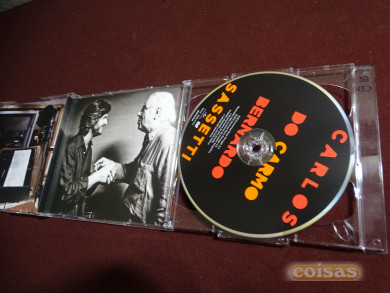 CARLOS
DO CARMO
BERNARDO
SASSETTI
coisas